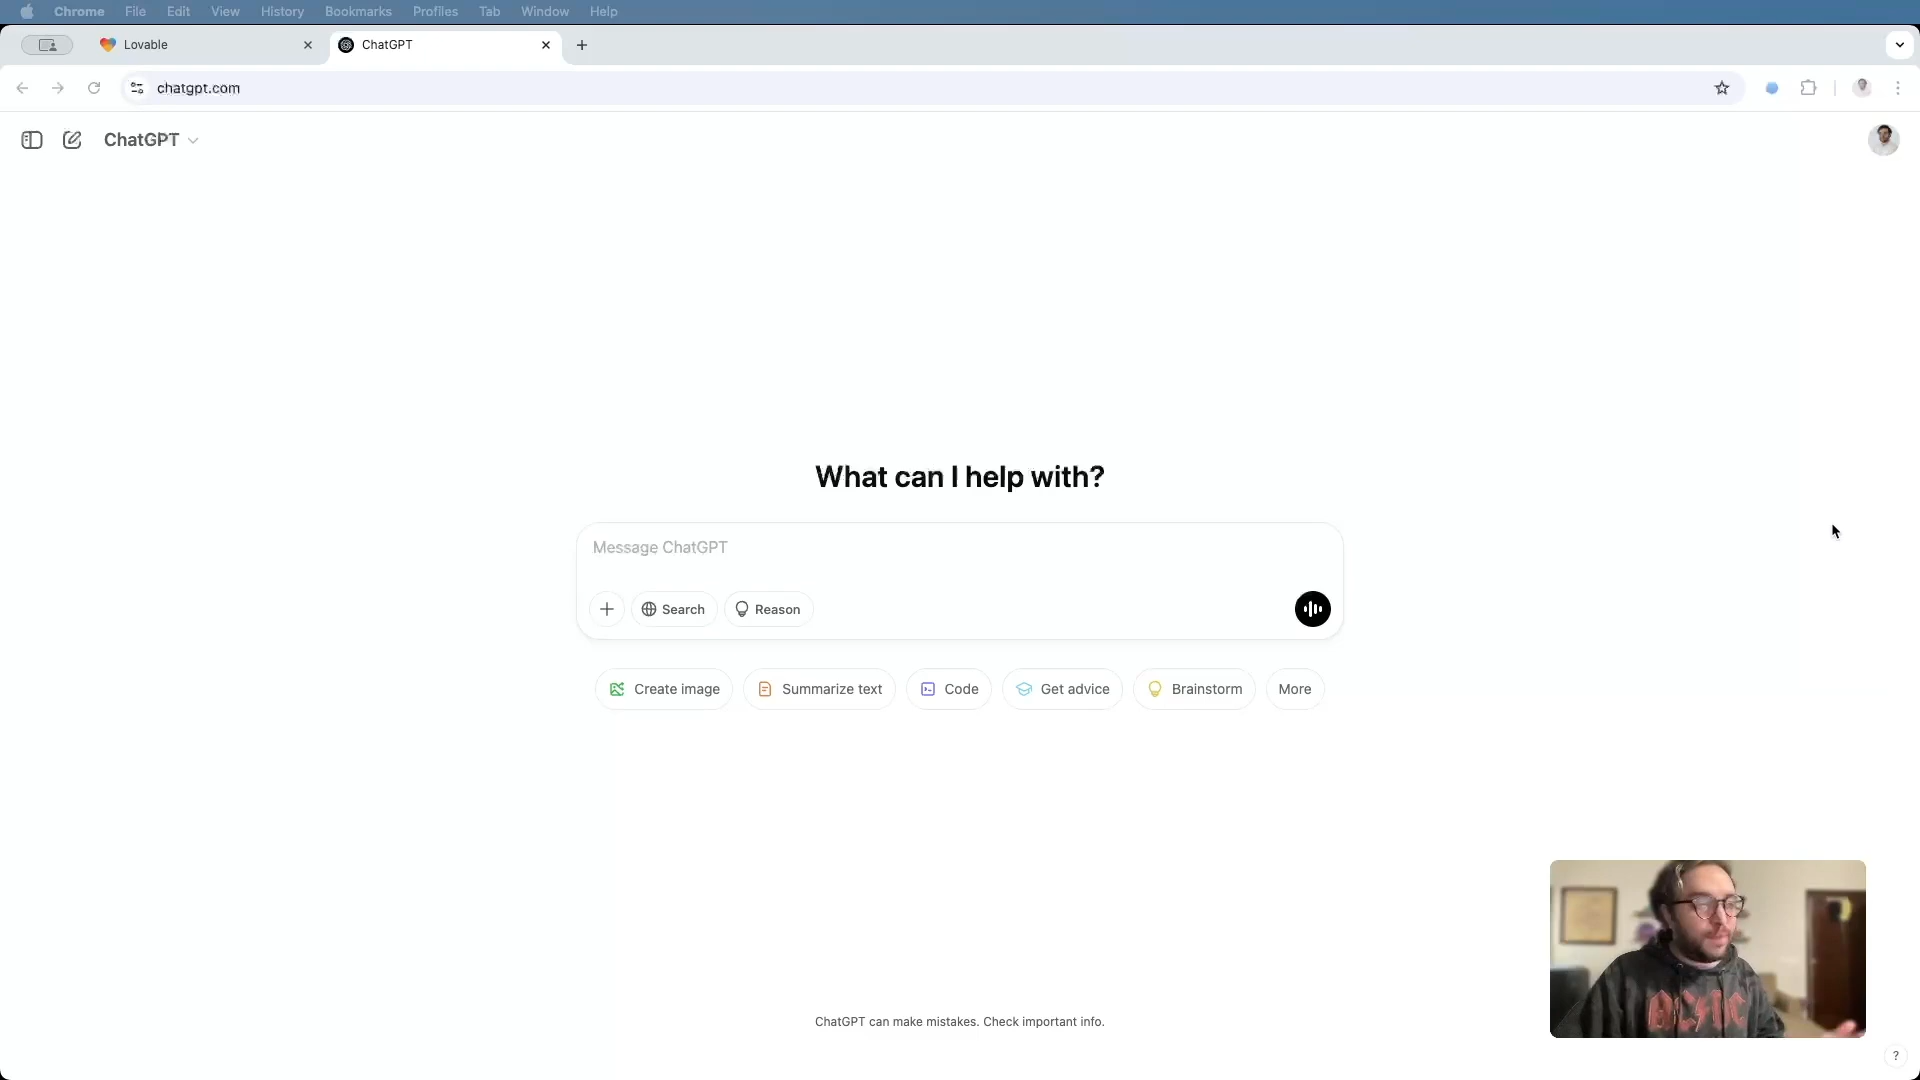 Chrome File Edit View History Bookmarks Profiles Tab Window Help
Lovable ChatGPT
chatgpt.com
ChatGPT
What can I help with?
Message ChatGPT
Search Reason
Create image Summarize text Code Get advice Brainstorm More
AC/DC
ChatGPT can make mistakes. Check important info.
?